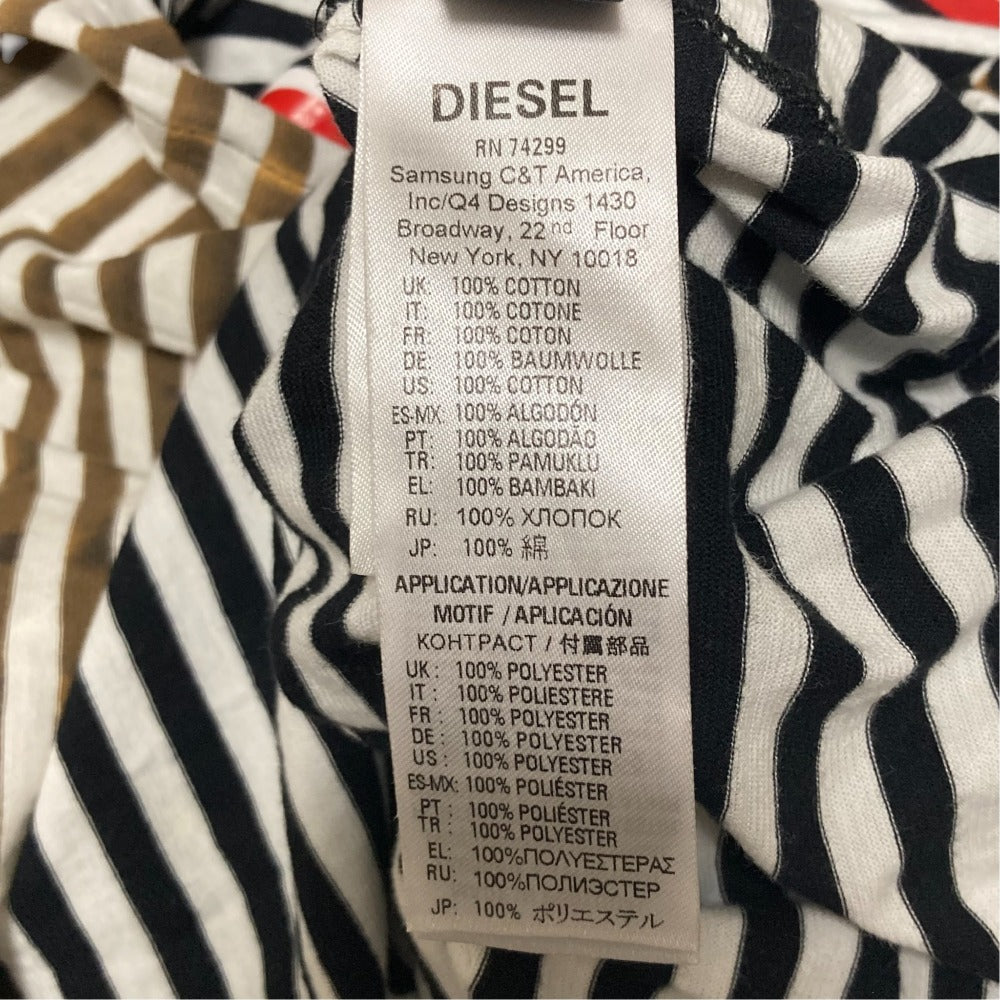 DIESEL
RN 74299
Samsung C&T America,
Inc/Q4 Designs 1430
Broadway, 22nd Floor
New York, NY 10018
UK: 100% COTTON
IT: 100% COTONE
FR: 100% COTON
DE: 100% BAUMWOLLE
US: 100% COTTON
ES-MX: 100% ALGODÓN
PT: 100% ALGODÃO
TR: 100% PAMUKLU
EL: 100% BAMBAKI
RU: 100% ХЛОПОК
JP: 100% 綿
APPLICATION/APPLICAZIONE
MOTIF / APLICACIÓN
КОНТРАСТ / 付属部品
UK: 100% POLYESTER
IT: 100% POLIESTERE
FR: 100% POLYESTER
DE: 100% POLYESTER
US: 100% POLYESTER
ES-MX: 100% POLIÉSTER
PT: 100% POLIÉSTER
TR: 100% POLYESTER
EL: 100%ΠΟΛΥΕΣΤΕΡΑΣ
RU: 100%ПОЛИЭСТЕР
JP: 100% ポリエステル